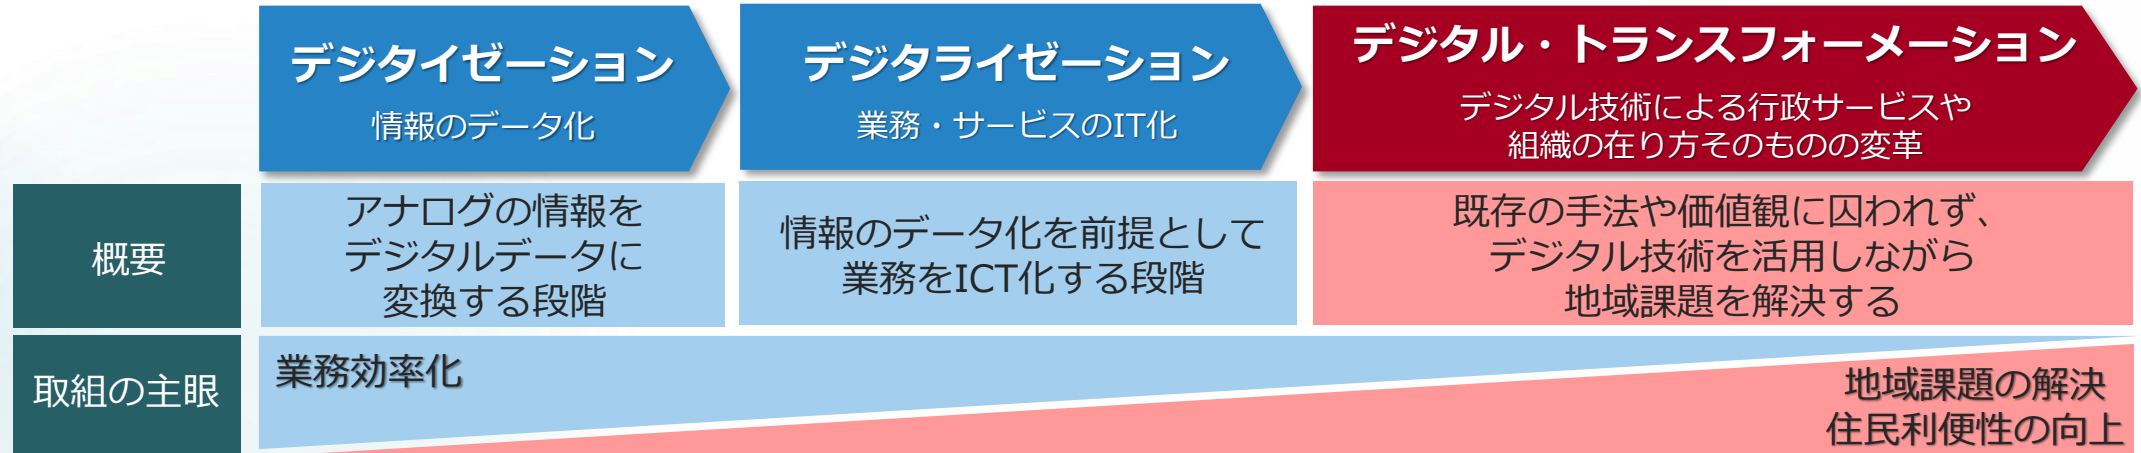 デジタイゼーション
情報のデータ化
デジタライゼーション
業務・サービスのIT化
デジタル・トランスフォーメーション
デジタル技術による行政サービスや
組織の在り方そのものの変革
概要
アナログの情報を
デジタルデータに
変換する段階
情報のデータ化を前提として
業務をICT化する段階
既存の手法や価値観に囚われず、
デジタル技術を活用しながら
地域課題を解決する
取組の主眼
業務効率化
地域課題の解決
住民利便性の向上